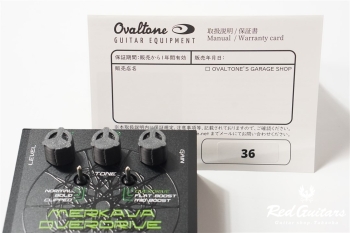 Ovaltone
GUITAR EQUIPMENT
取扱説明 / 保証書
Manual / Warranty card
保証期間：販売から1年間有効
販売年月日：
販売店名
□ OVALTONE'S GARAGE SHOP
36
LEVEL
GAIN
TONE
NORMAL
SOLID
CLIPPED
OVERDRIVE
FLAT BOOST
MID BOOST
MERKAVA
OVERDRIVE
Red Guitars